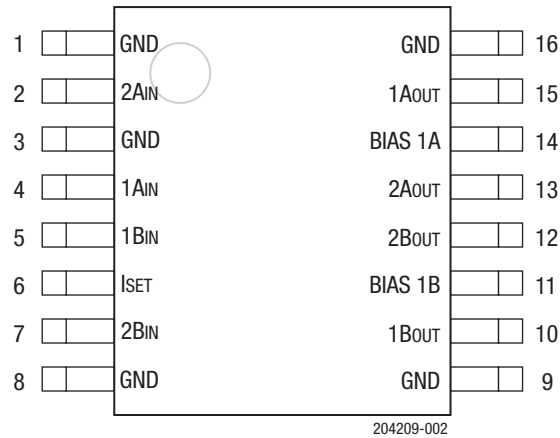 1 GND GND 16
2 2AIN 1AOUT 15
3 GND BIAS 1A 14
4 1AIN 2AOUT 13
5 1BIN 2BOUT 12
6 ISET BIAS 1B 11
7 2BIN 1BOUT 10
8 GND GND 9
204209-002